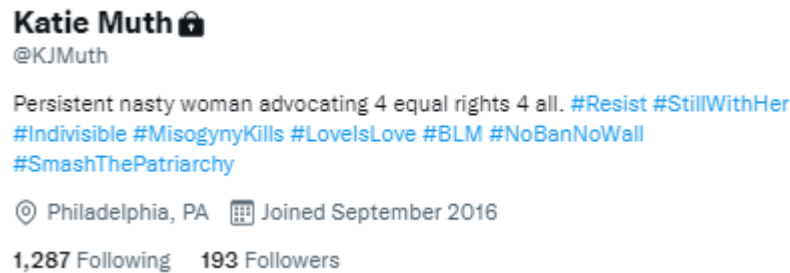 Katie Muth
@KJMuth
Persistent nasty woman advocating 4 equal rights 4 all. #Resist #StillWithHer
#Indivisible #MisogynyKills #LoveIsLove #BLM #NoBanNoWall
#SmashThePatriarchy
Philadelphia, PA Joined September 2016
1,287 Following 193 Followers